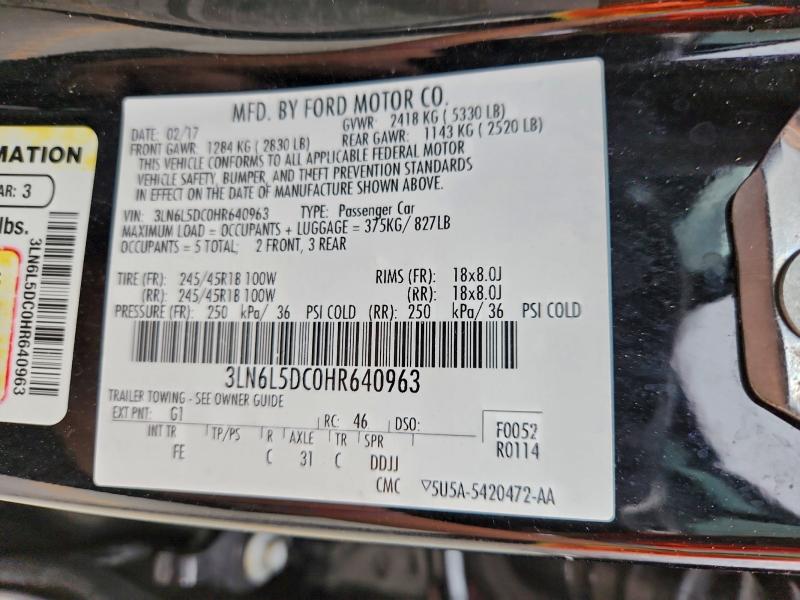 MFD. BY FORD MOTOR CO.
DATE: 02/17
GVWR: 2418 KG ( 5330 LB)
FRONT GAWR: 1284 KG ( 2830 LB)
REAR GAWR: 1143 KG ( 2520 LB)
THIS VEHICLE CONFORMS TO ALL APPLICABLE FEDERAL MOTOR
VEHICLE SAFETY, BUMPER, AND THEFT PREVENTION STANDARDS
IN EFFECT ON THE DATE OF MANUFACTURE SHOWN ABOVE.
VIN: 3LN6L5DC0HR640963 TYPE: Passenger Car
MAXIMUM LOAD = OCCUPANTS + LUGGAGE = 375KG/ 827LB
OCCUPANTS = 5 TOTAL; 2 FRONT, 3 REAR
TIRE (FR): 245/45R18 100W RIMS (FR): 18x8.0J
(RR): 245/45R18 100W (RR): 18x8.0J
PRESSURE (FR): 250 kPa/ 36 PSI COLD (RR): 250 kPa/ 36 PSI COLD
3LN6L5DC0HR640963
TRAILER TOWING - SEE OWNER GUIDE
EXT PNT: G1 RC: 46 DSO:
INT TR TP/PS R AXLE TR SPR
FE C 31 C DDJJ
CMC
F0052
R0114
▽5U5A-5420472-AA
MATION
AR: 3
lbs.
3LN6L5DC0HR640963